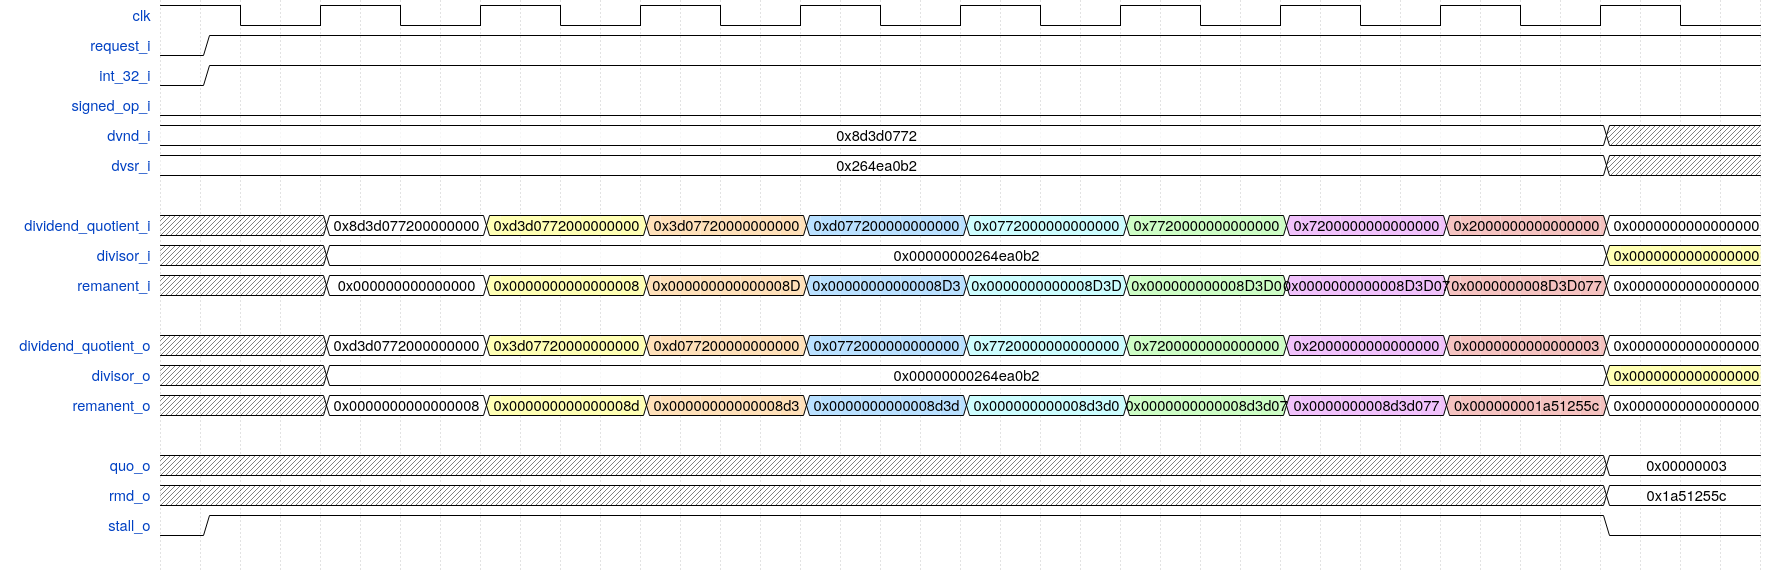 clk
request_i
int_32_i
signed_op_i
dvnd_i 0x8d3d0772
dvsr_i 0x264ea0b2
dividend_quotient_i 0x8d3d077200000000 0xd3d0772000000000 0x3d07720000000000 0xd077200000000000 0x0772000000000000 0x7720000000000000 0x7200000000000000 0x2000000000000000 0x0000000000000000
divisor_i 0x00000000264ea0b2 0x0000000000000000
remanent_i 0x000000000000000 0x0000000000000008 0x000000000000008D 0x00000000000008D3 0x0000000000008D3D 0x000000000008D3D0 0x0000000000008D3D07 0x0000000008D3D077 0x0000000000000000
dividend_quotient_o 0xd3d0772000000000 0x3d07720000000000 0xd077200000000000 0x0772000000000000 0x7720000000000000 0x7200000000000000 0x2000000000000000 0x0000000000000003 0x0000000000000000
divisor_o 0x00000000264ea0b2 0x0000000000000000
remanent_o 0x0000000000000008 0x000000000000008d 0x00000000000008d3 0x0000000000008d3d 0x000000000008d3d0 0x0000000000008d3d07 0x0000000008d3d077 0x000000001a51255c 0x0000000000000000
quo_o 0x00000003
rmd_o 0x1a51255c
stall_o